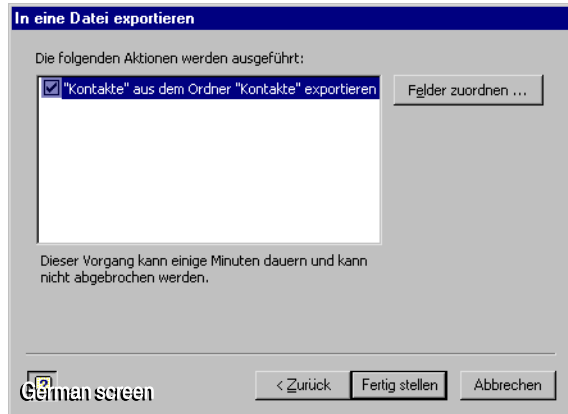 In eine Datei exportieren
Die folgenden Aktionen werden ausgeführt:
"Kontakte" aus dem Ordner "Kontakte" exportieren
Felder zuordnen ...
Dieser Vorgang kann einige Minuten dauern und kann
nicht abgebrochen werden.
?
German screen
< Zurück
Fertig stellen
Abbrechen